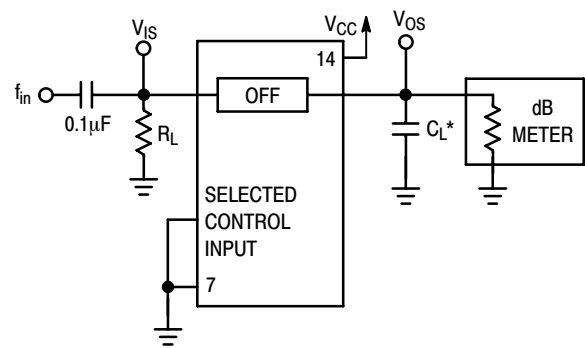 V_IS
V_CC
V_OS
14
f_in
OFF
dB
METER
0.1µF
R_L
C_L*
SELECTED
CONTROL
INPUT
7